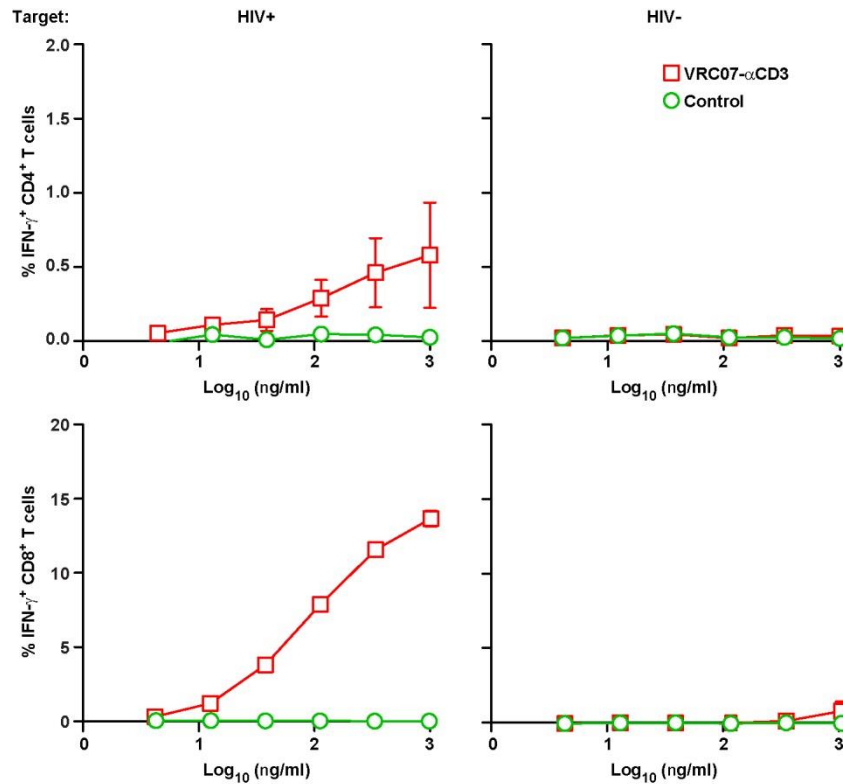 Target:
HIV+
HIV-
2.0
1.5
1.0
0.5
0.0
% IFN-γ⁺ CD4⁺ T cells
0
1
2
3
Log₁₀ (ng/ml)
VRC07-αCD3
Control
0
1
2
3
Log₁₀ (ng/ml)
20
15
10
5
0
% IFN-γ⁺ CD8⁺ T cells
0
1
2
3
Log₁₀ (ng/ml)
0
1
2
3
Log₁₀ (ng/ml)